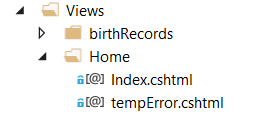 Views
birthRecords
Home
[@] Index.cshtml
[@] tempError.cshtml